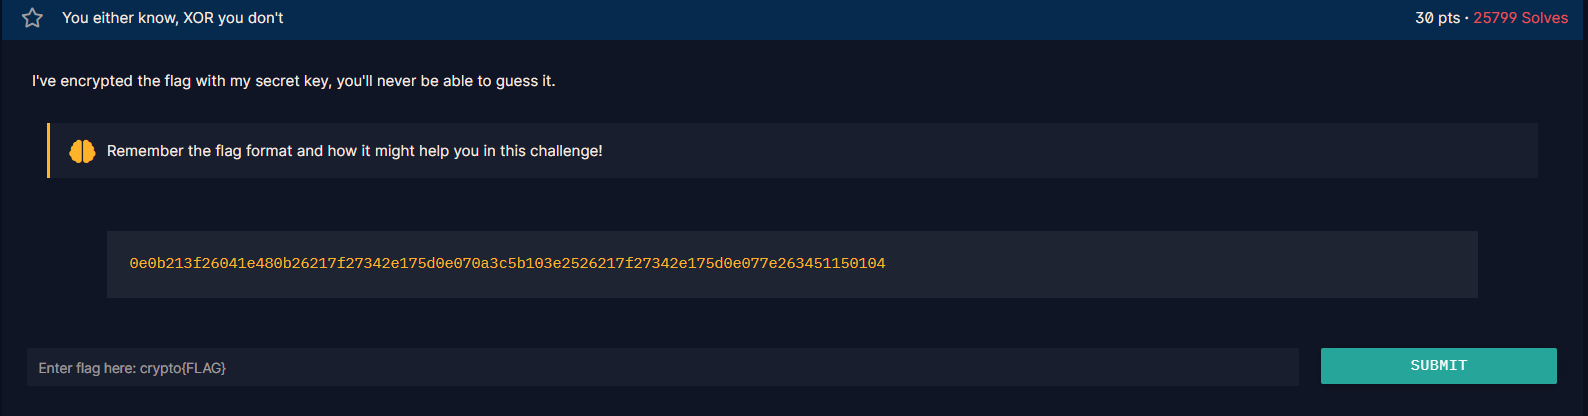 You either know, XOR you don't
30 pts · 25799 Solves
I've encrypted the flag with my secret key, you'll never be able to guess it.
Remember the flag format and how it might help you in this challenge!
0e0b213f26041e480b26217f27342e175d0e070a3c5b103e2526217f27342e175d0e077e263451150104
Enter flag here: crypto{FLAG}
SUBMIT